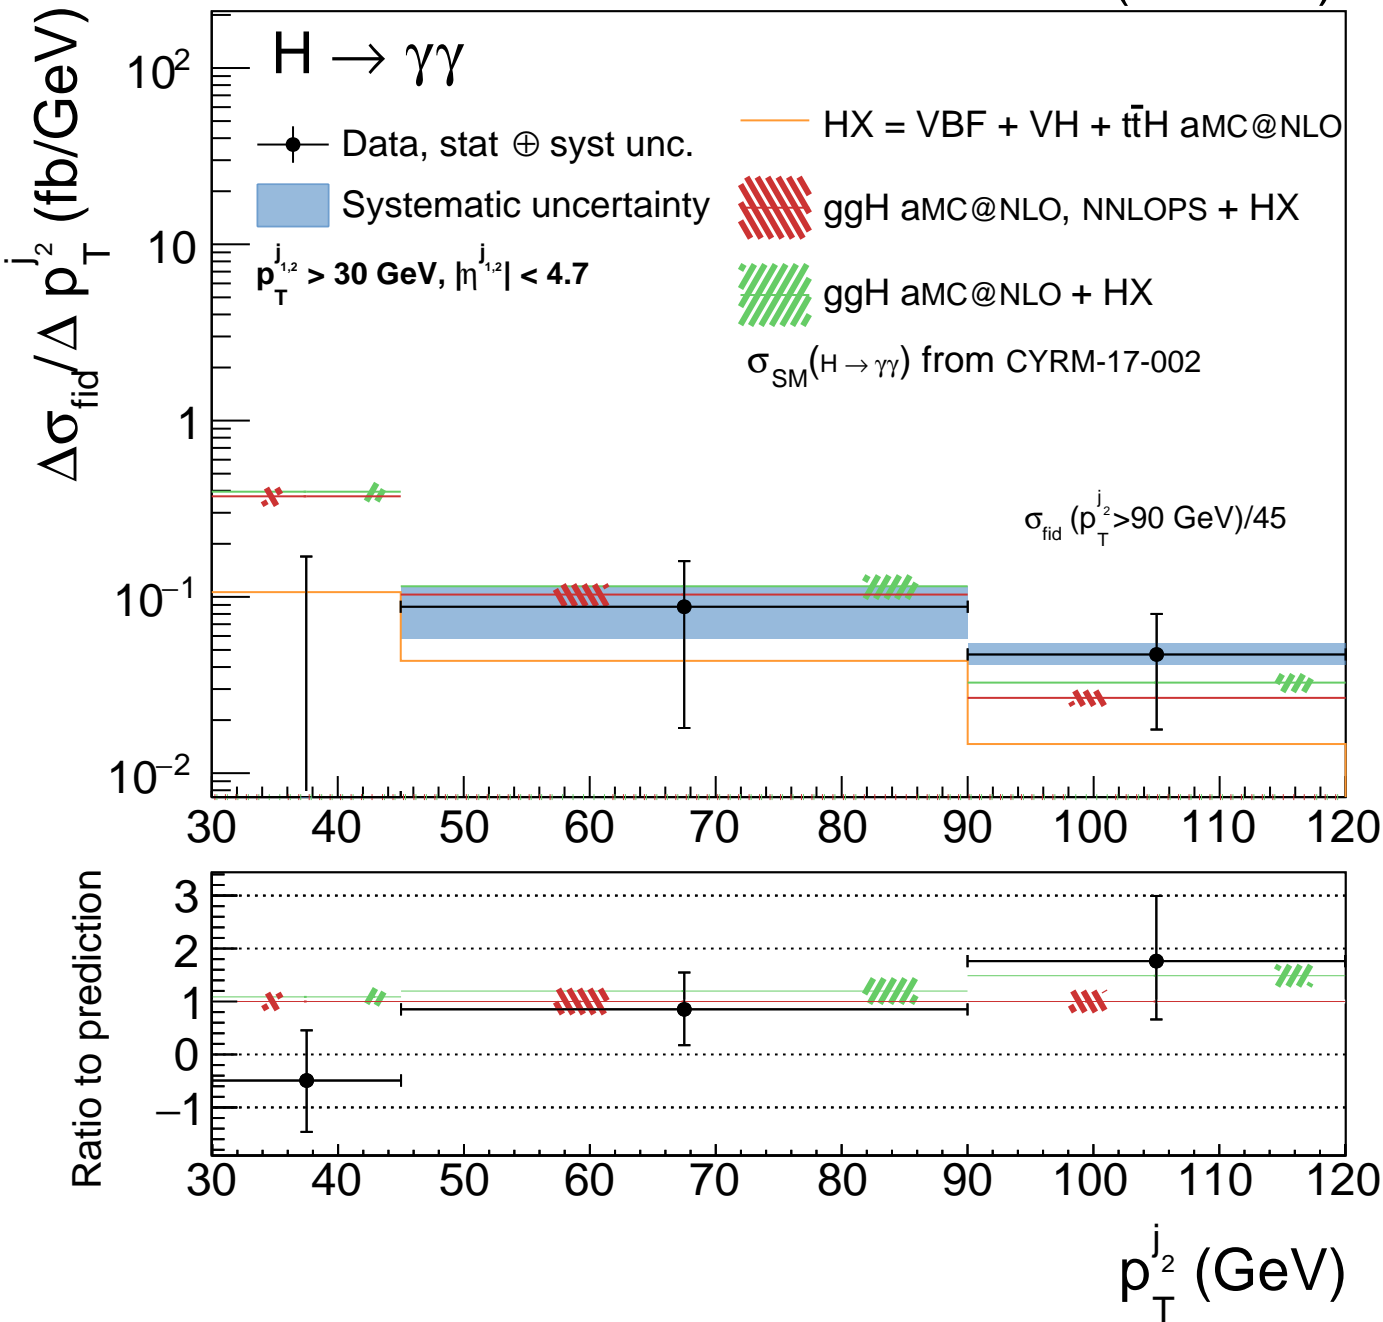 H → γγ
Data, stat ⊕ syst unc.
Systematic uncertainty
p_T^{j_{1,2}} > 30 GeV, |η^{j_{1,2}}| < 4.7
HX = VBF + VH + tt̄H aMC@NLO
ggH aMC@NLO, NNLOPS + HX
ggH aMC@NLO + HX
σ_SM(H → γγ) from CYRM-17-002
σ_fid (p_T^{j_2}>90 GeV)/45
Δσ_fid/Δ p_T^{j_2} (fb/GeV)
10²
10
1
10⁻¹
10⁻²
30 40 50 60 70 80 90 100 110 120
Ratio to prediction
3
2
1
0
−1
30 40 50 60 70 80 90 100 110 120
p_T^{j_2} (GeV)